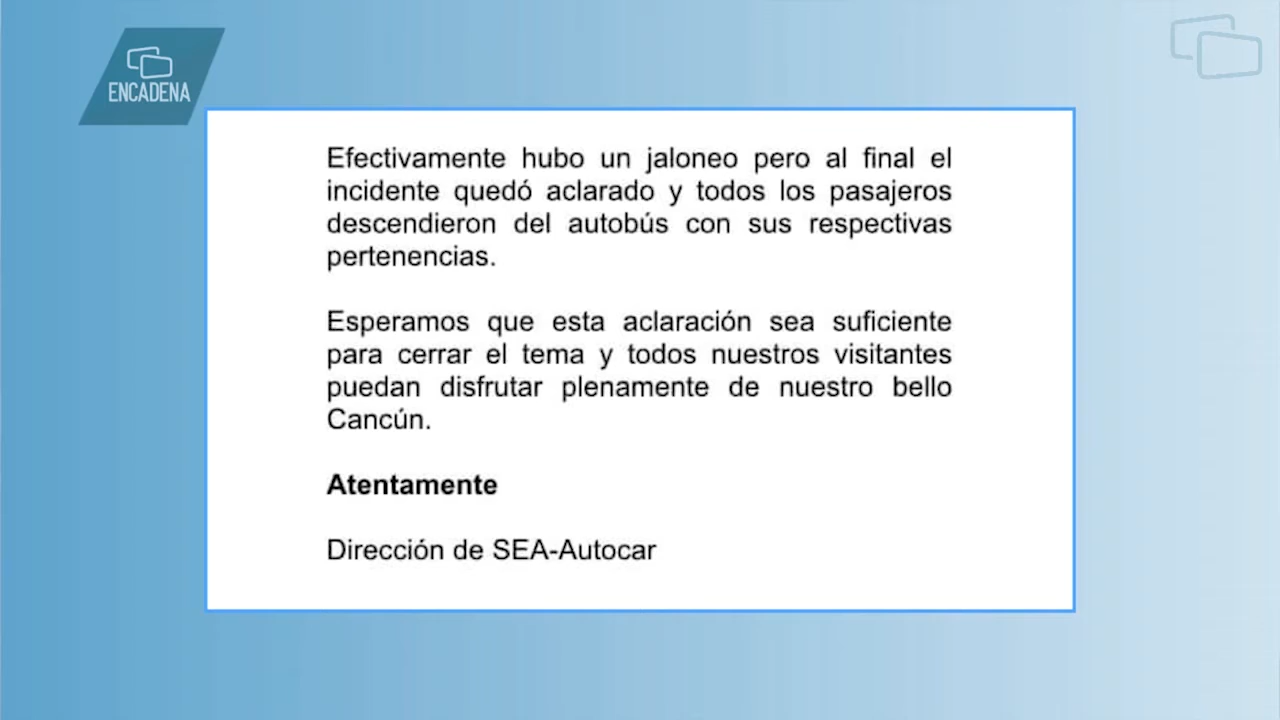 ENCADENA
Efectivamente hubo un jaloneo pero al final el
incidente quedó aclarado y todos los pasajeros
descendieron del autobús con sus respectivas
pertenencias.
Esperamos que esta aclaración sea suficiente
para cerrar el tema y todos nuestros visitantes
puedan disfrutar plenamente de nuestro bello
Cancún.
Atentamente
Dirección de SEA-Autocar